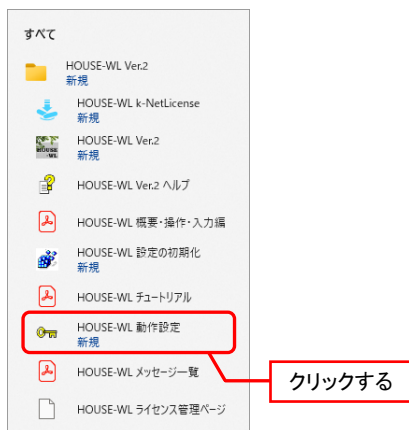 すべて
HOUSE-WL Ver.2
新規
HOUSE-WL k-NetLicense
新規
HOUSE-WL Ver.2
新規
HOUSE-WL Ver.2 ヘルプ
HOUSE-WL 概要・操作・入力編
HOUSE-WL 設定の初期化
新規
HOUSE-WL チュートリアル
HOUSE-WL 動作設定
新規
クリックする
HOUSE-WL メッセージ一覧
HOUSE-WL ライセンス管理ページ